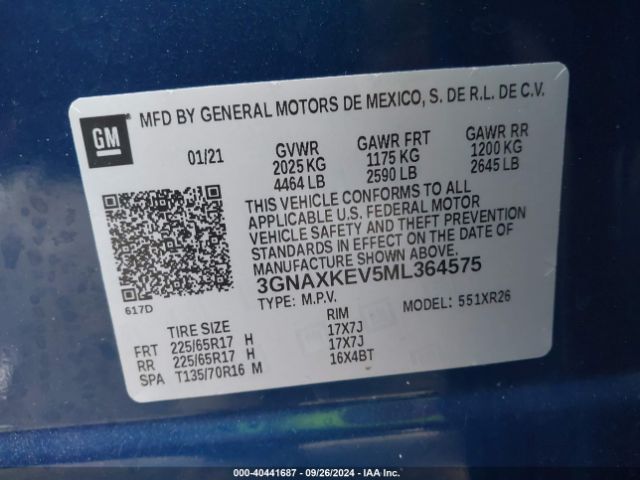 GM
MFD BY GENERAL MOTORS DE MEXICO, S. DE R.L. DE C.V.
01/21 GVWR GAWR FRT GAWR RR
2025 KG 1175 KG 1200 KG
4464 LB 2590 LB 2645 LB
THIS VEHICLE CONFORMS TO ALL
APPLICABLE U.S. FEDERAL MOTOR
VEHICLE SAFETY AND THEFT PREVENTION
STANDARDS IN EFFECT ON THE DATE
OF MANUFACTURE SHOWN ABOVE.
3GNAXKEV5ML364575
617D
TYPE: M.P.V. MODEL: 551XR26
TIRE SIZE RIM
FRT 225/65R17 H 17X7J
RR 225/65R17 H 17X7J
SPA T135/70R16 M 16X4BT
© - 40441687 - 09/26/2024 - IAA Inc.